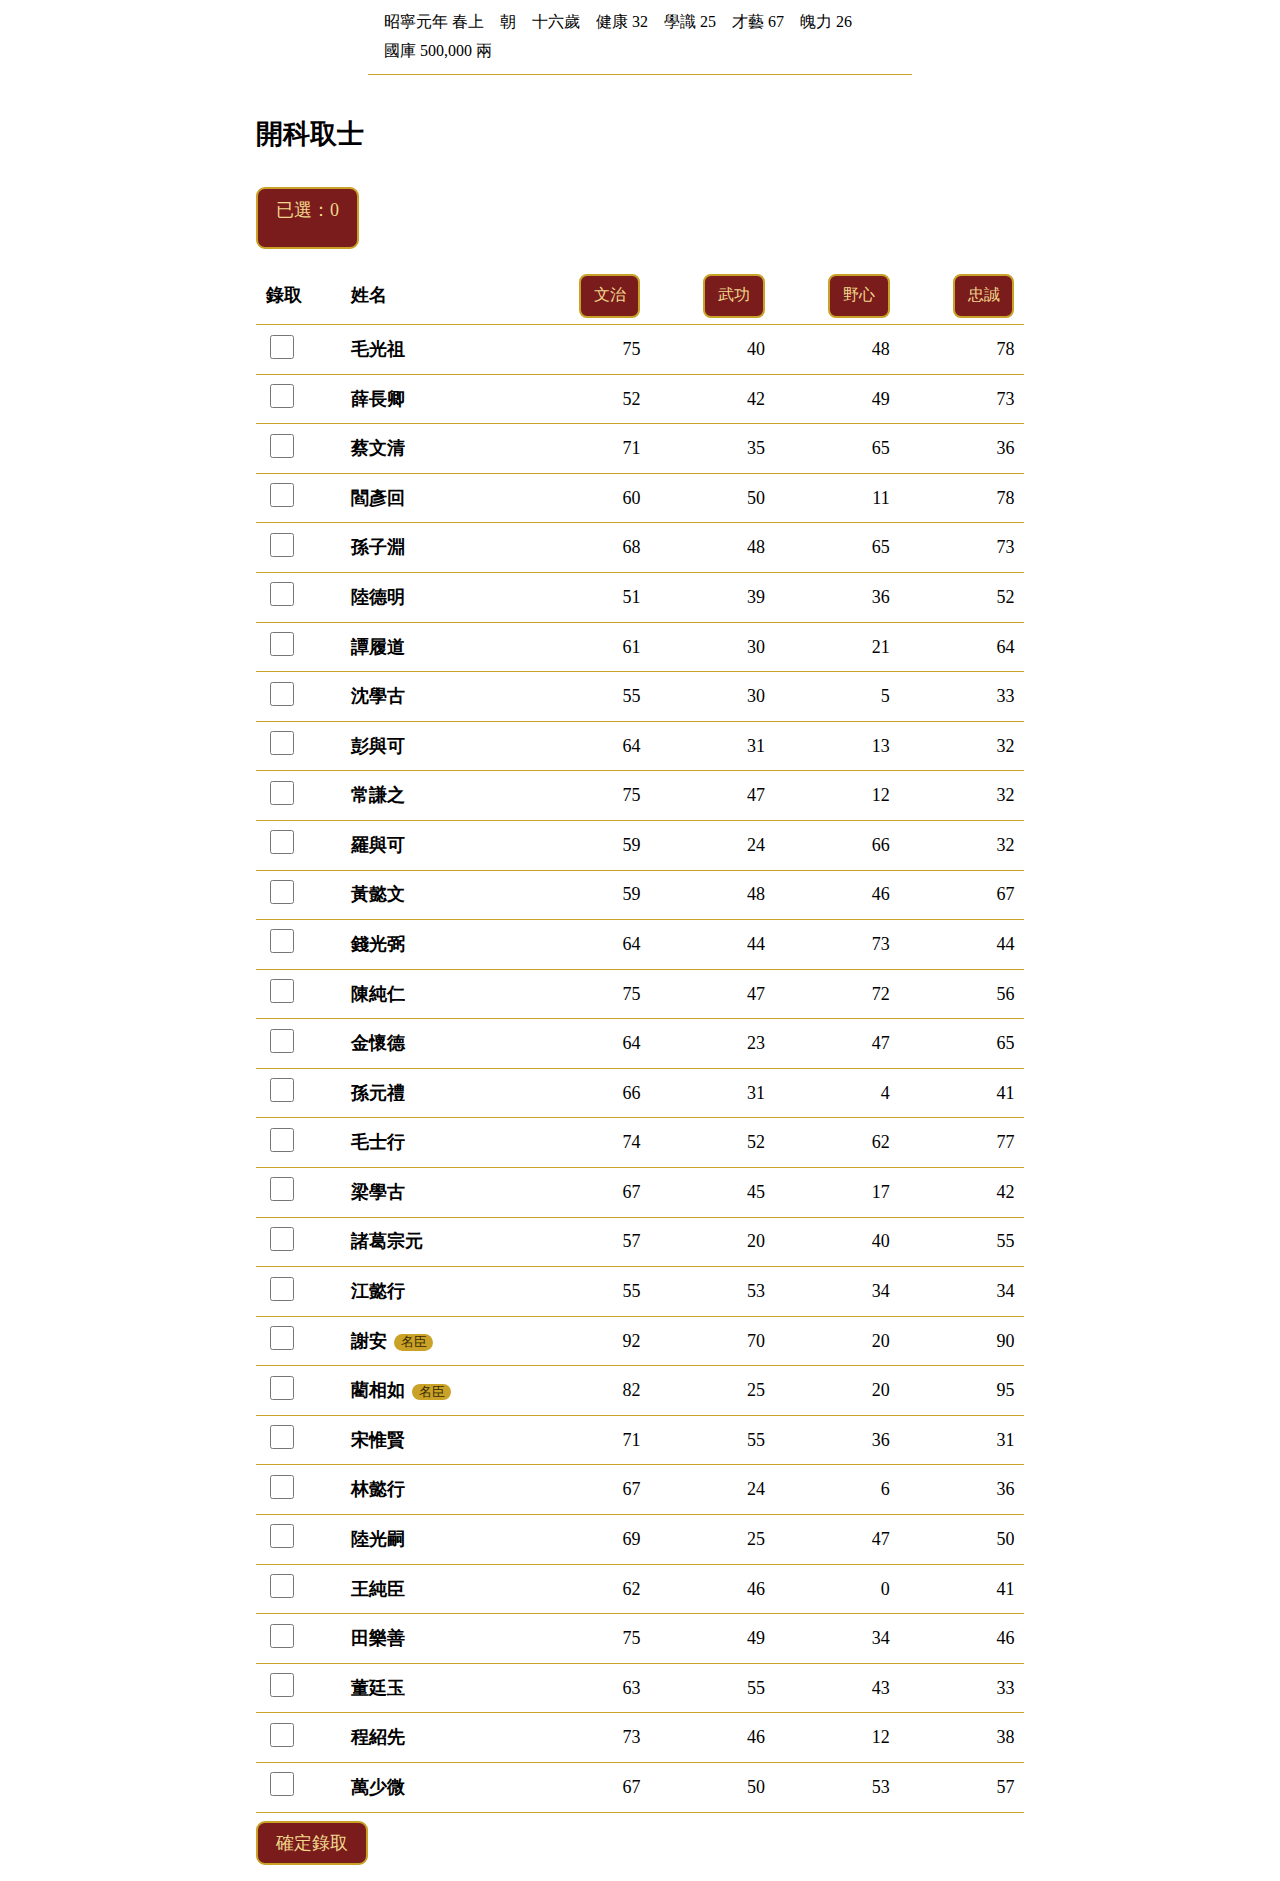 昭寧元年 春上　朝　十六歲　健康 32　學識 25　才藝 67　魄力 26
國庫 500,000 兩
開科取士
已選：0
錄取 姓名 文治 武功 野心 忠誠
毛光祖 75 40 48 78
薛長卿 52 42 49 73
蔡文清 71 35 65 36
閻彥回 60 50 11 78
孫子淵 68 48 65 73
陸德明 51 39 36 52
譚履道 61 30 21 64
沈學古 55 30 5 33
彭與可 64 31 13 32
常謙之 75 47 12 32
羅與可 59 24 66 32
黃懿文 59 48 46 67
錢光弼 64 44 73 44
陳純仁 75 47 72 56
金懷德 64 23 47 65
孫元禮 66 31 4 41
毛士行 74 52 62 77
梁學古 67 45 17 42
諸葛宗元 57 20 40 55
江懿行 55 53 34 34
謝安 名臣 92 70 20 90
藺相如 名臣 82 25 20 95
宋惟賢 71 55 36 31
林懿行 67 24 6 36
陸光嗣 69 25 47 50
王純臣 62 46 0 41
田樂善 75 49 34 46
董廷玉 63 55 43 33
程紹先 73 46 12 38
萬少微 67 50 53 57
確定錄取